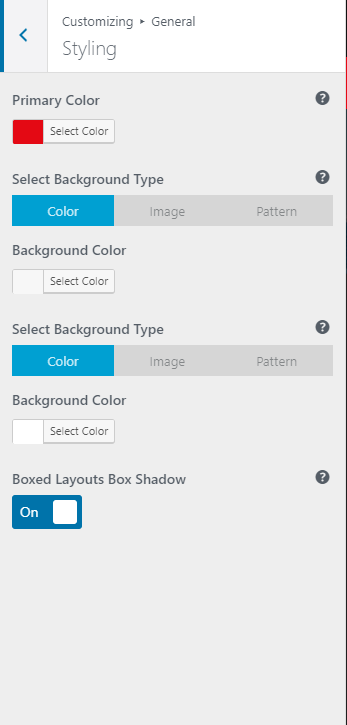 Customizing ▸ General
Styling
Primary Color
Select Color
Select Background Type
Color Image Pattern
Background Color
Select Color
Select Background Type
Color Image Pattern
Background Color
Select Color
Boxed Layouts Box Shadow
On